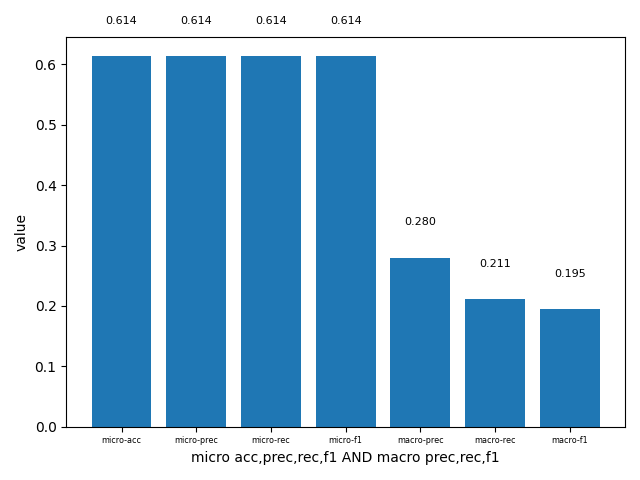 0.614 0.614 0.614 0.614
0.6
0.5
0.4
0.3
0.2
0.1
0.0
value
0.280
0.211
0.195
micro-acc micro-prec micro-rec micro-f1 macro-prec macro-rec macro-f1
micro acc,prec,rec,f1 AND macro prec,rec,f1